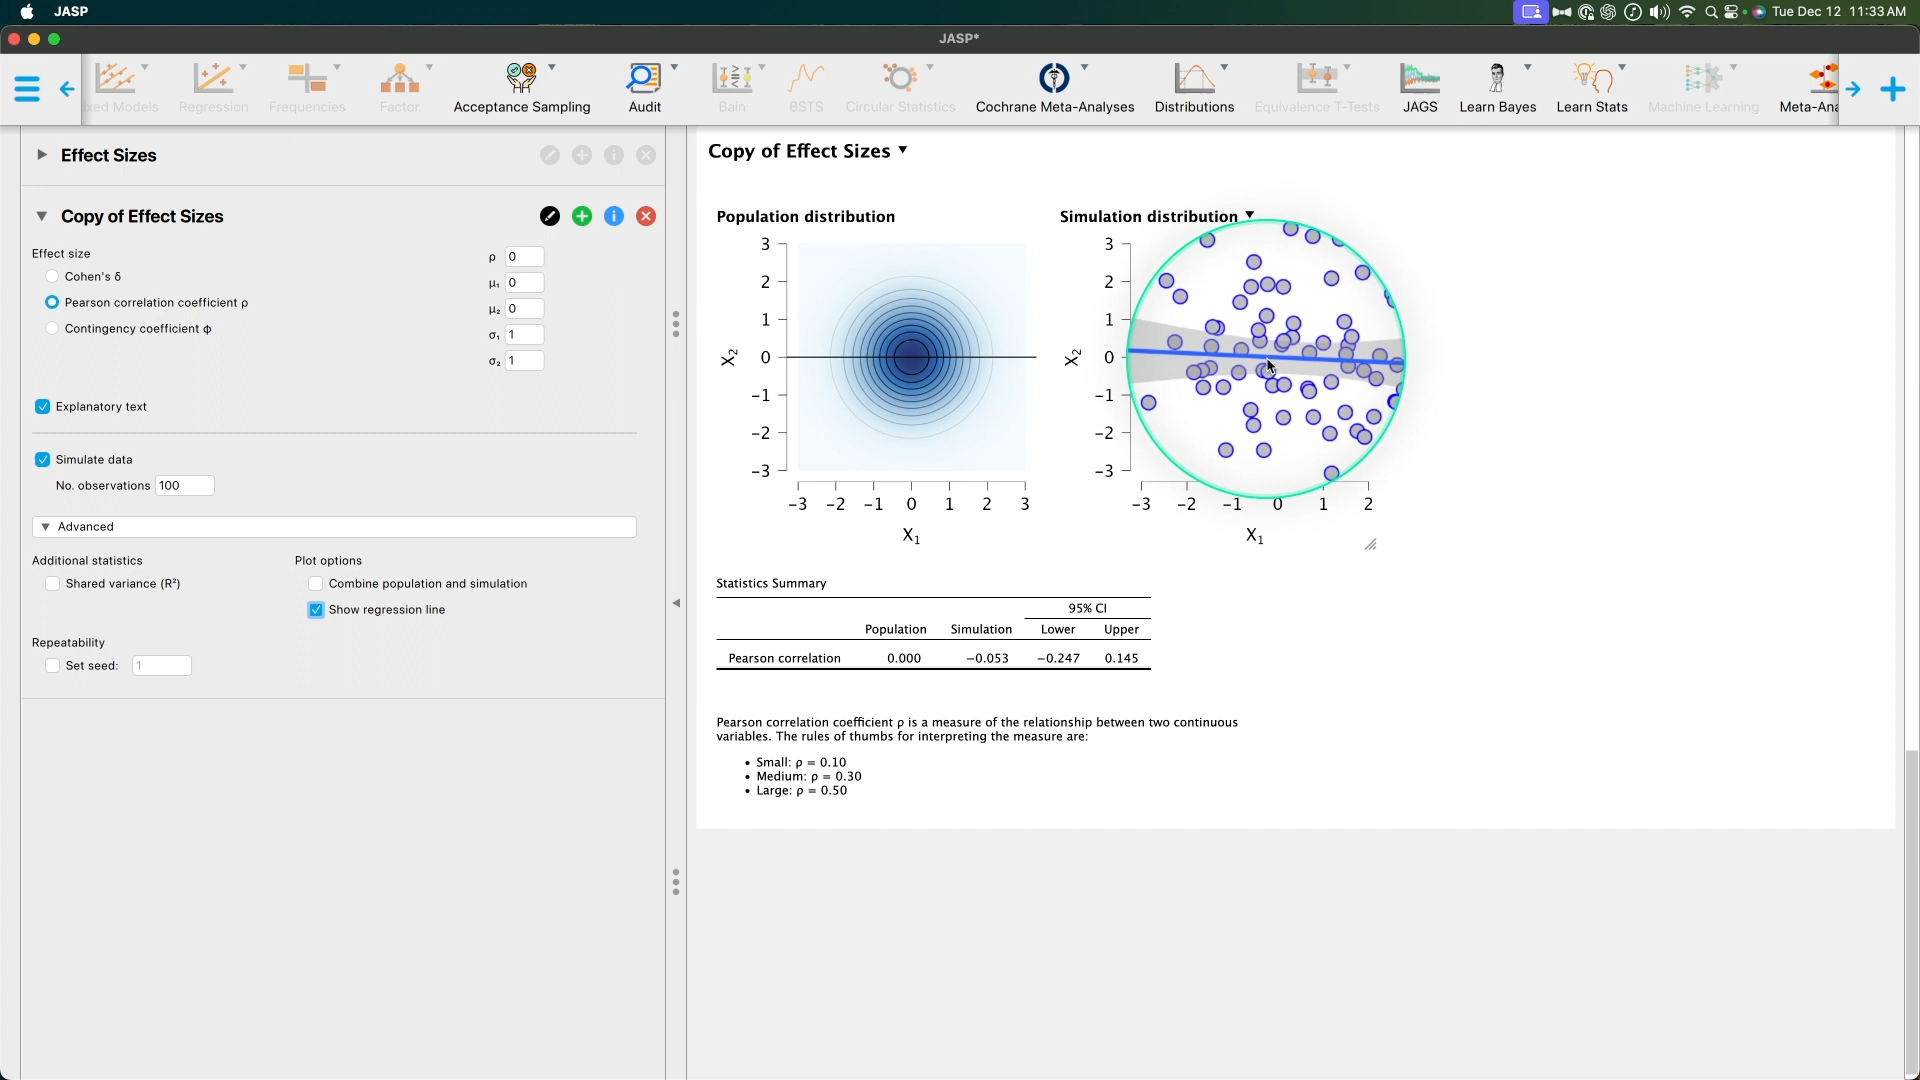 JASP
Tue Dec 12 11:33 AM
JASP*
xed Models
Regression
Frequencies
Factor
Acceptance Sampling
Audit
Bain
BSTS
Circular Statistics
Cochrane Meta-Analyses
Distributions
Equivalence T-Tests
JAGS
Learn Bayes
Learn Stats
Machine Learning
Meta-Ana
Effect Sizes
Copy of Effect Sizes
Effect size
Cohen's δ
Pearson correlation coefficient ρ
Contingency coefficient ϕ
ρ 0
μ₁ 0
μ₂ 0
σ₁ 1
σ₂ 1
Explanatory text
Simulate data
No. observations 100
Advanced
Additional statistics
Shared variance (R²)
Plot options
Combine population and simulation
Show regression line
Repeatability
Set seed: 1
Copy of Effect Sizes
Population distribution
3
2
1
0
−1
−2
−3
X₂
−3 −2 −1 0 1 2 3
X₁
Simulation distribution
3
2
1
0
−1
−2
−3
X₂
−3 −2 −1 0 1 2
X₁
Statistics Summary
95% CI
Population Simulation Lower Upper
Pearson correlation 0.000 −0.053 −0.247 0.145
Pearson correlation coefficient ρ is a measure of the relationship between two continuous
variables. The rules of thumbs for interpreting the measure are:
• Small: ρ = 0.10
• Medium: ρ = 0.30
• Large: ρ = 0.50